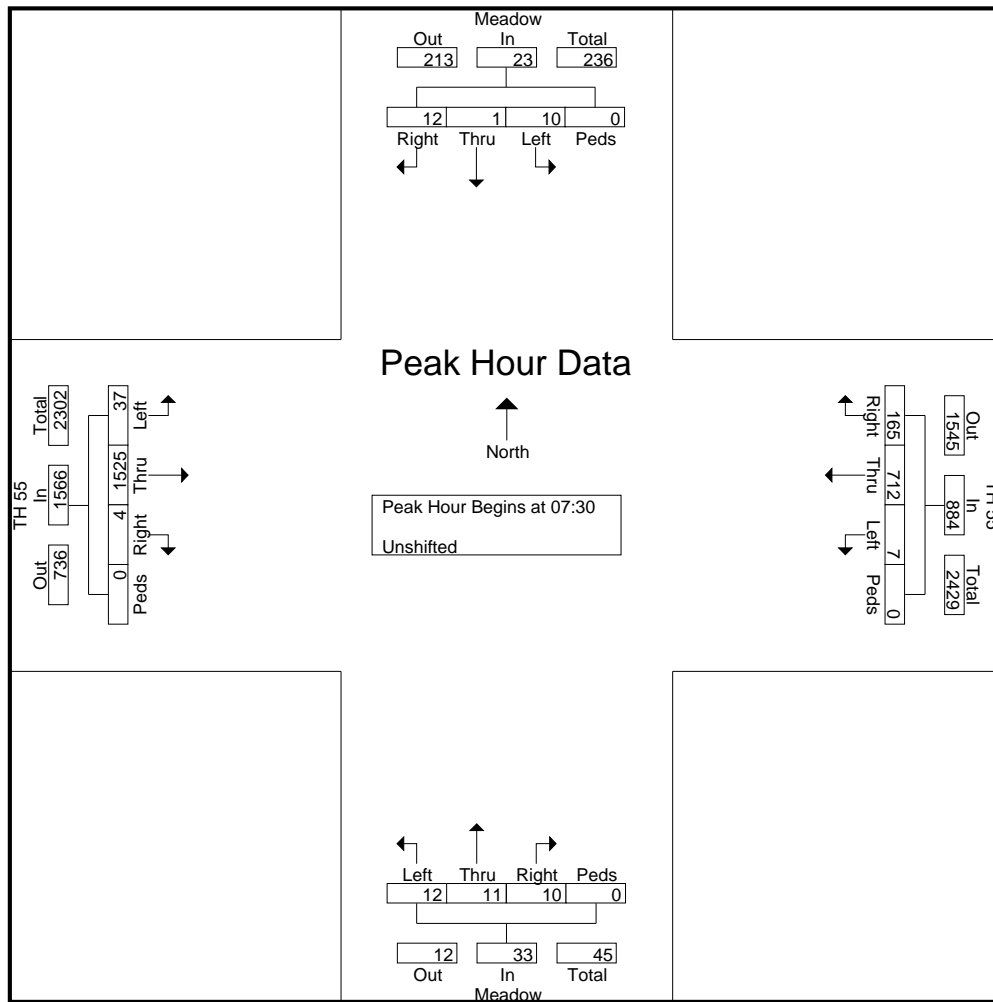 Meadow
Out In Total
213 23 236
12 1 10 0
Right Thru Left Peds
Peak Hour Data
North
Peak Hour Begins at 07:30
Unshifted
TH 55
Total In Out
2302 1566 736
37 1525 4 0
Left Thru Right Peds
Right Thru Left Peds
165 712 7 0
Out In Total
1545 884 2429
TH 55
Left Thru Right Peds
12 11 10 0
12 33 45
Out In Total
Meadow